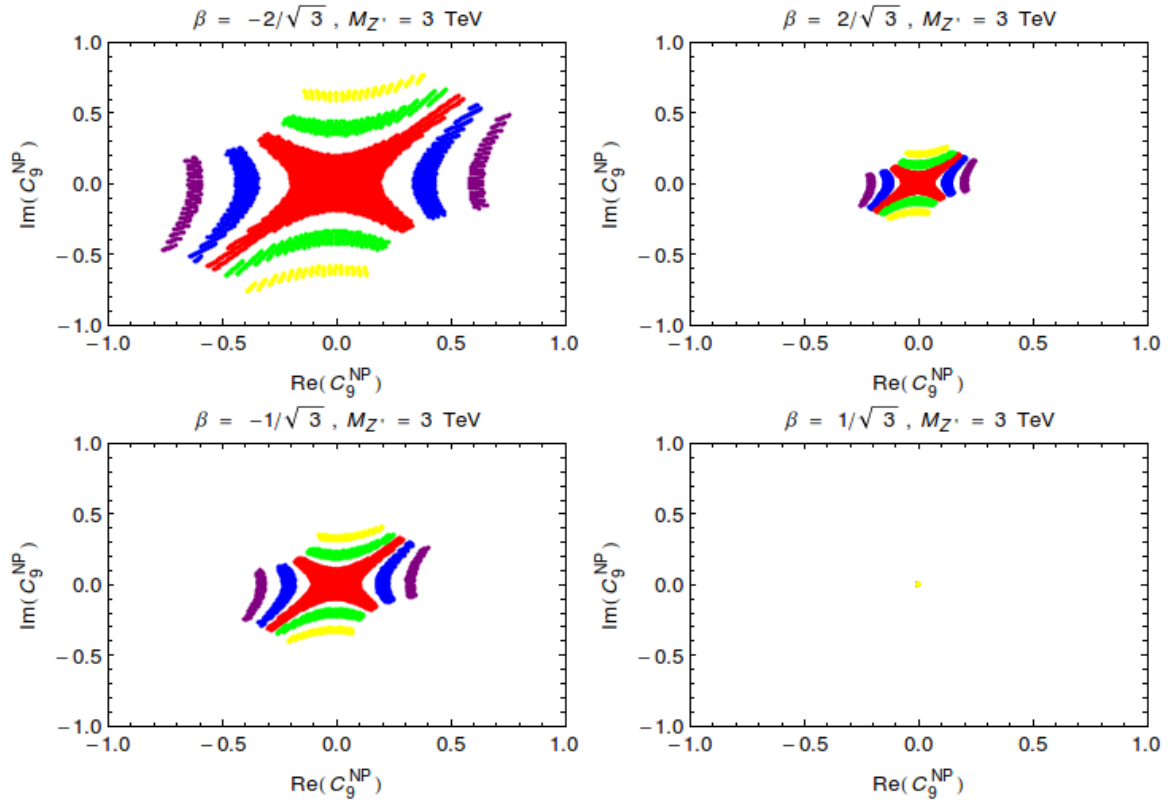 β = −2/√3 , M_Z' = 3 TeV
1.0
0.5
0.0
−0.5
−1.0
Im(C_9^NP)
−1.0 −0.5 0.0 0.5 1.0
Re(C_9^NP)
β = 2/√3 , M_Z' = 3 TeV
1.0
0.5
0.0
−0.5
−1.0
Im(C_9^NP)
−1.0 −0.5 0.0 0.5 1.0
Re(C_9^NP)
β = −1/√3 , M_Z' = 3 TeV
1.0
0.5
0.0
−0.5
−1.0
Im(C_9^NP)
−1.0 −0.5 0.0 0.5 1.0
Re(C_9^NP)
β = 1/√3 , M_Z' = 3 TeV
1.0
0.5
0.0
−0.5
−1.0
Im(C_9^NP)
−1.0 −0.5 0.0 0.5 1.0
Re(C_9^NP)